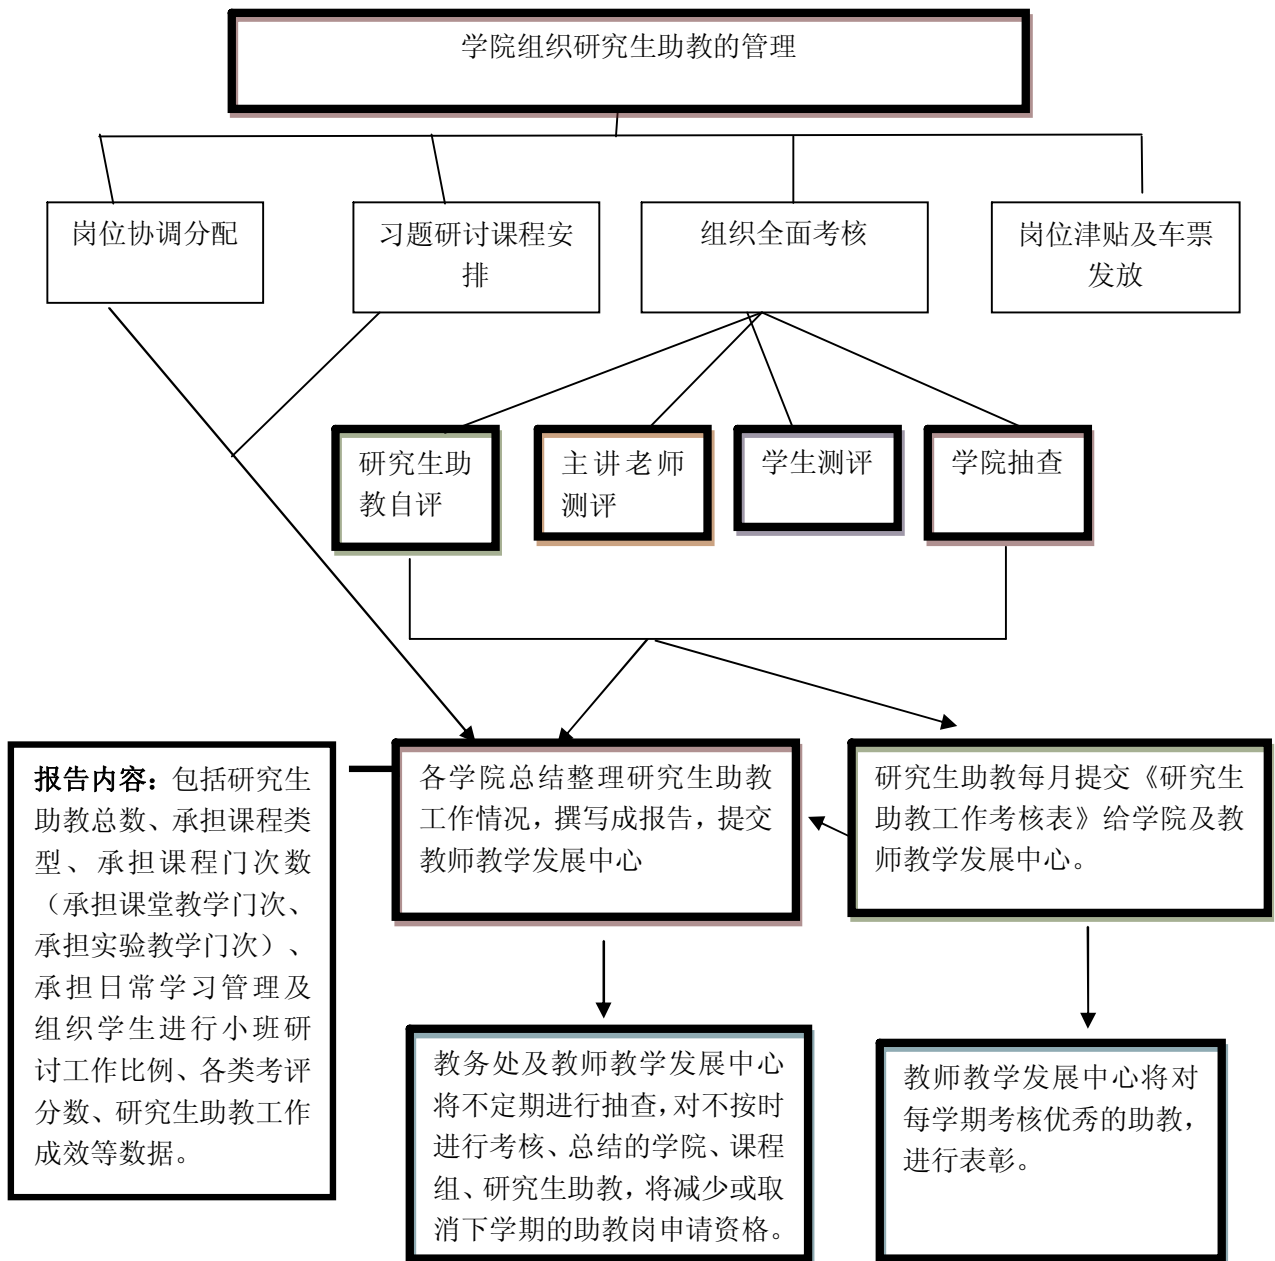 学院组织研究生助教的管理
岗位协调分配
习题研讨课程安
排
组织全面考核
岗位津贴及车票
发放
研究生助
教自评
主讲老师
测评
学生测评
学院抽查
报告内容：包括研究生
助教总数、承担课程类
型、承担课程门次数
（承担课堂教学门次、
承担实验教学门次）、
承担日常学习管理及
组织学生进行小班研
讨工作比例、各类考评
分数、研究生助教工作
成效等数据。
各学院总结整理研究生助教
工作情况，撰写成报告，提交
教师教学发展中心
研究生助教每月提交《研究生
助教工作考核表》给学院及教
师教学发展中心。
教务处及教师教学发展中心
将不定期进行抽查，对不按时
进行考核、总结的学院、课程
组、研究生助教，将减少或取
消下学期的助教岗申请资格。
教师教学发展中心将对
每学期考核优秀的助教，
进行表彰。